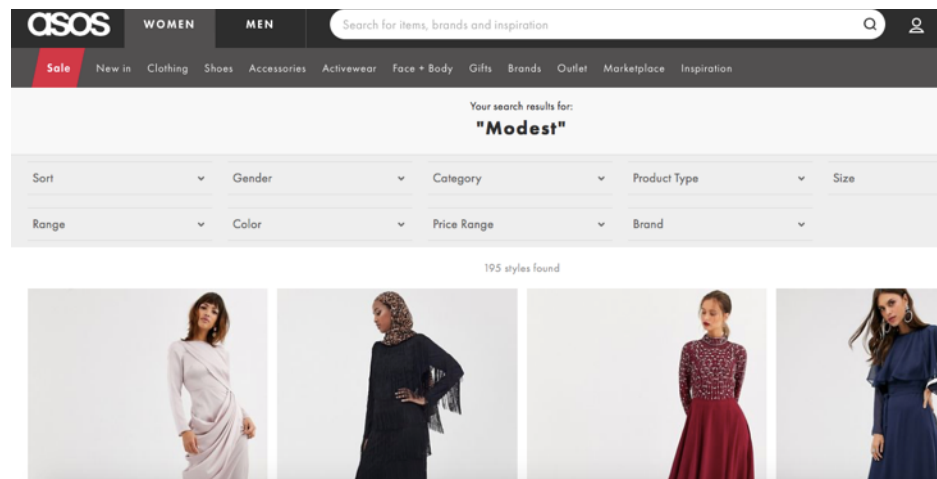 asos WOMEN MEN Search for items, brands and inspiration
Sale New in Clothing Shoes Accessories Activewear Face + Body Gifts Brands Outlet Marketplace Inspiration
Your search results for:
"Modest"
Sort Gender Category Product Type Size
Range Color Price Range Brand
195 styles found